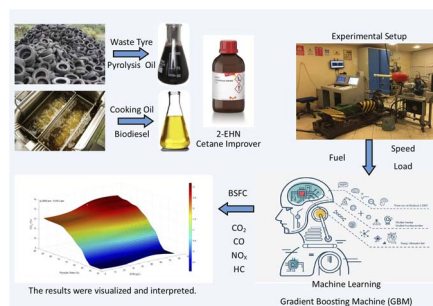 Waste Tyre
Pyrolysis Oil
Cooking Oil
Biodiesel
2-EHN
Cetane Improver
Experimental Setup
Fuel
Speed
Load
BSFC
CO₂
CO
NOₓ
HC
Machine Learning
Gradient Boosting Machine (GBM)
The results were visualized and interpreted.